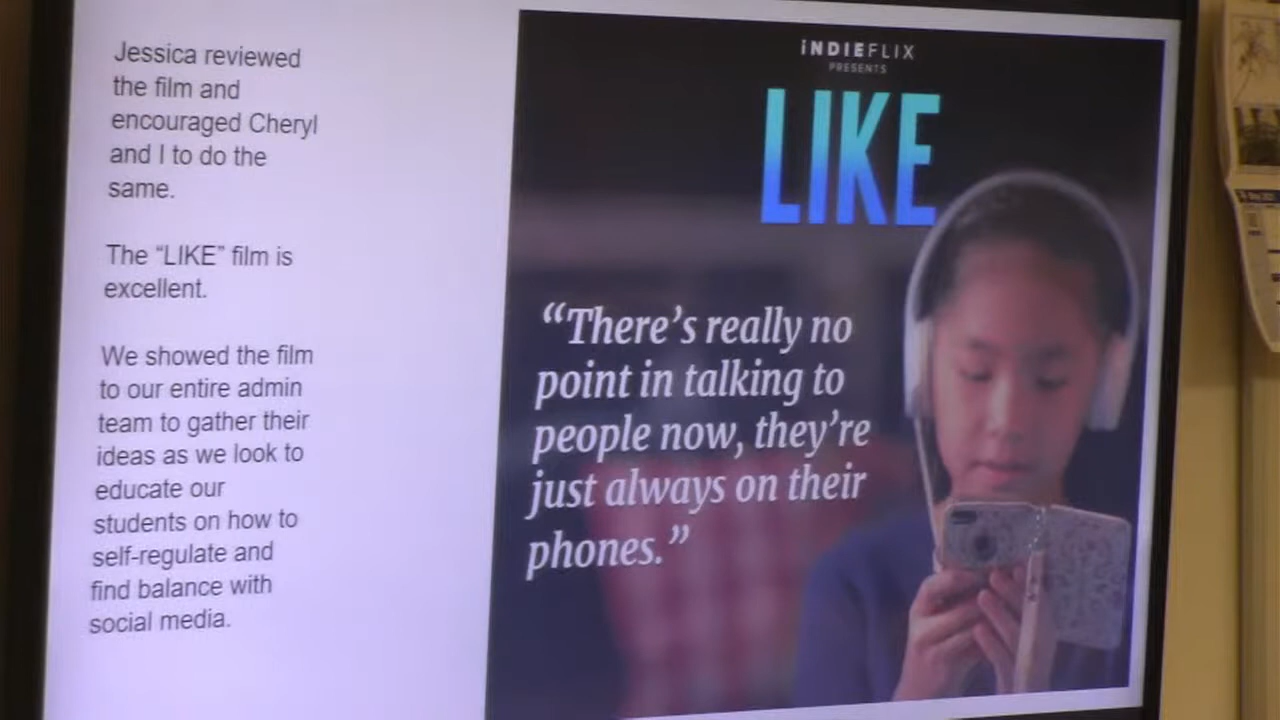 Jessica reviewed
the film and
encouraged Cheryl
and I to do the
same.
The “LIKE” film is
excellent.
We showed the film
to our entire admin
team to gather their
ideas as we look to
educate our
students on how to
self-regulate and
find balance with
social media.
iNDIEFLIX
PRESENTS
LIKE
“There’s really no
point in talking to
people now, they’re
just always on their
phones.”